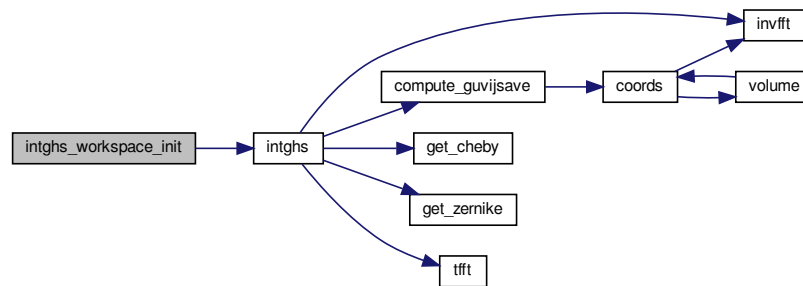 invfft
compute_guvijsave
coords
volume
intghs_workspace_init
intghs
get_cheby
get_zernike
tfft